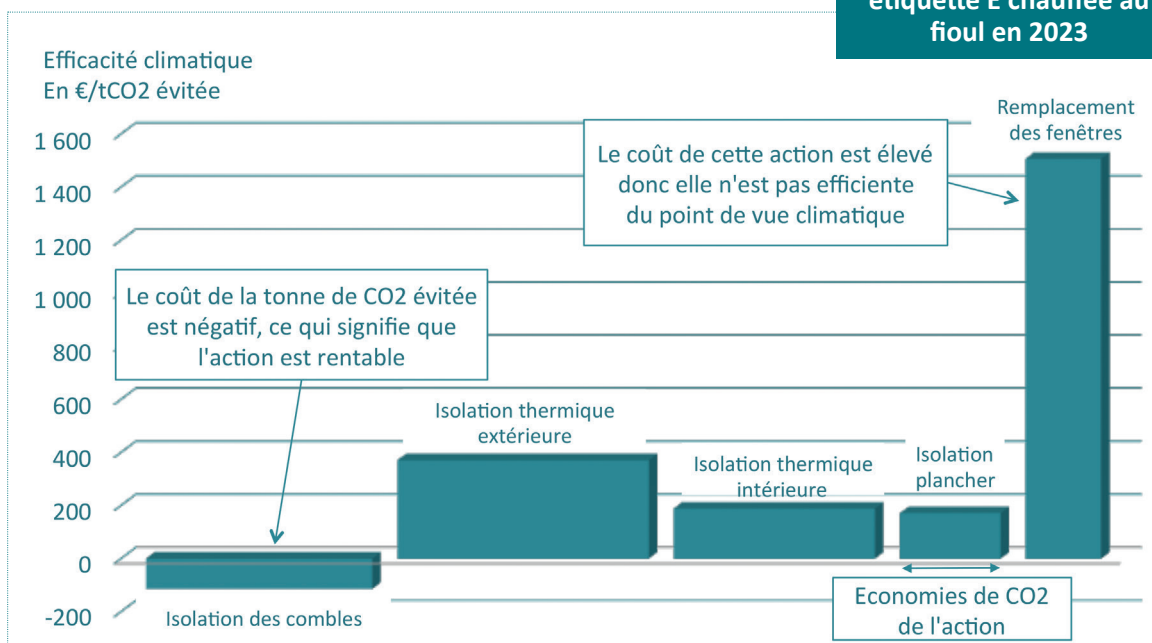 étiquette E chauffée au
fioul en 2023
Efficacité climatique
En €/tCO2 évitée
Remplacement
des fenêtres
1 600
1 400
1 200
1 000
800
600
400
200
0
-200
Le coût de cette action est élevé
donc elle n'est pas efficiente
du point de vue climatique
Le coût de la tonne de CO2 évitée
est négatif, ce qui signifie que
l'action est rentable
Isolation thermique
extérieure
Isolation thermique
intérieure
Isolation
plancher
Isolation des combles
Economies de CO2
de l'action